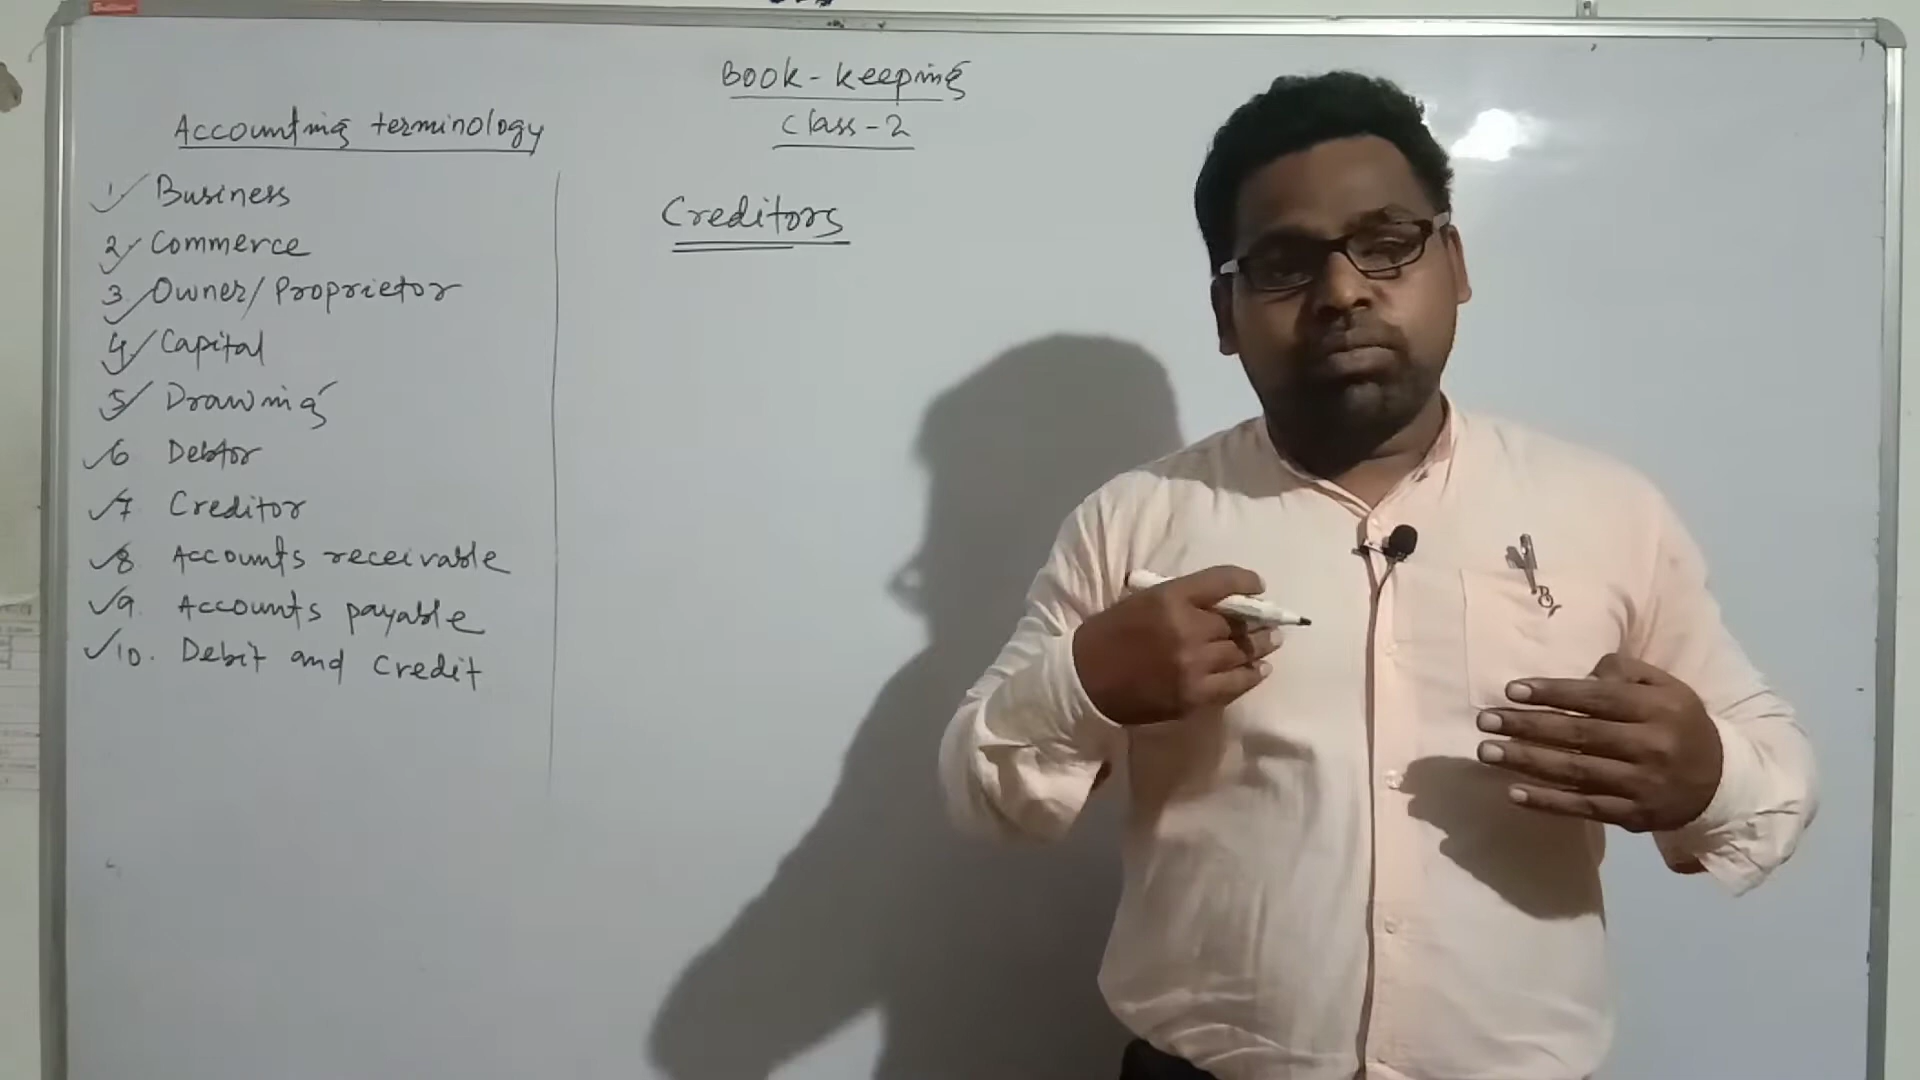 Book-keeping
Class-2
Accounting terminology
1 Business
2 Commerce
3. Owner/Proprietor
4 Capital
5 Drawing
6 Debtor
7. Creditor
8. Accounts receivable
9. Accounts payable
10. Debit and credit
Creditors